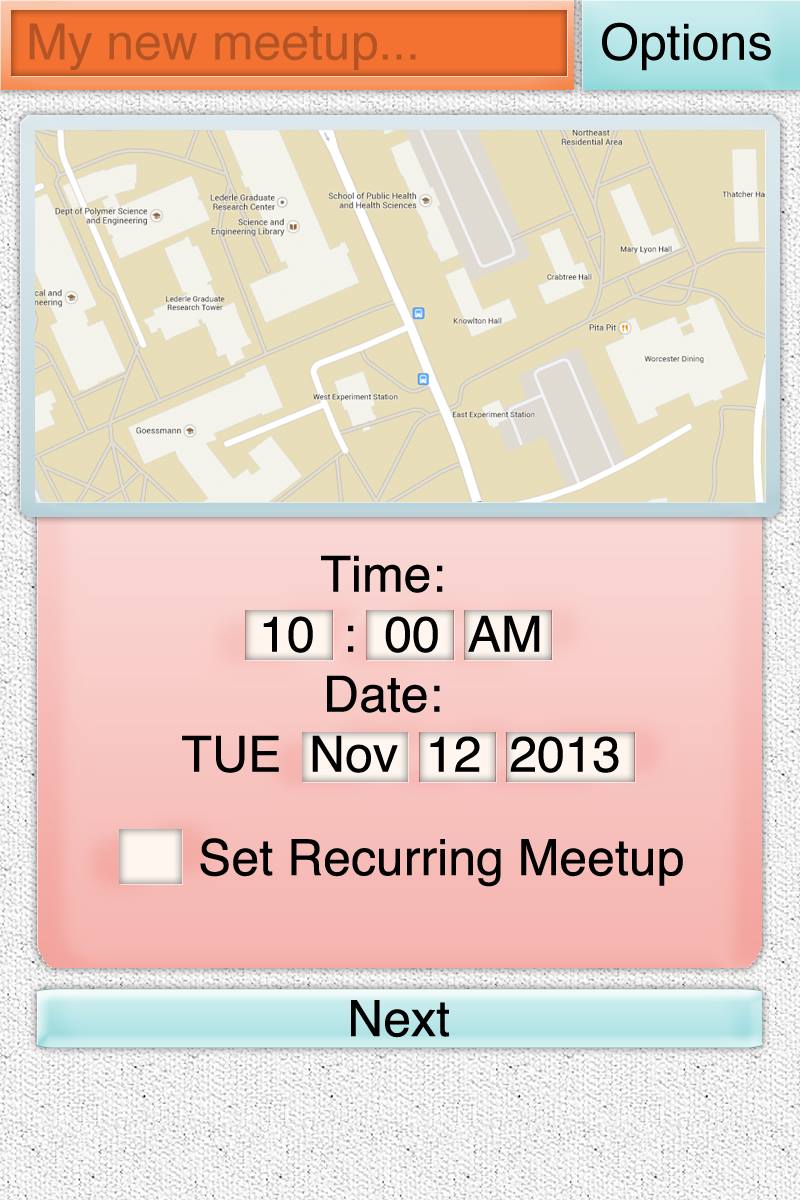 My new meetup...
Options
Northeast
Residential Area
Thatcher Ha
Lederle Graduate
Research Center
School of Public Health
and Health Sciences
Dept of Polymer Science
and Engineering
Science and
Engineering Library
Mary Lyon Hall
Crabtree Hall
cal and
neering
Lederle Graduate
Research Tower
Knowlton Hall
Pita Pit
Worcester Dining
West Experiment Station
East Experiment Station
Goessmann
Time:
10 : 00 AM
Date:
TUE Nov 12 2013
Set Recurring Meetup
Next